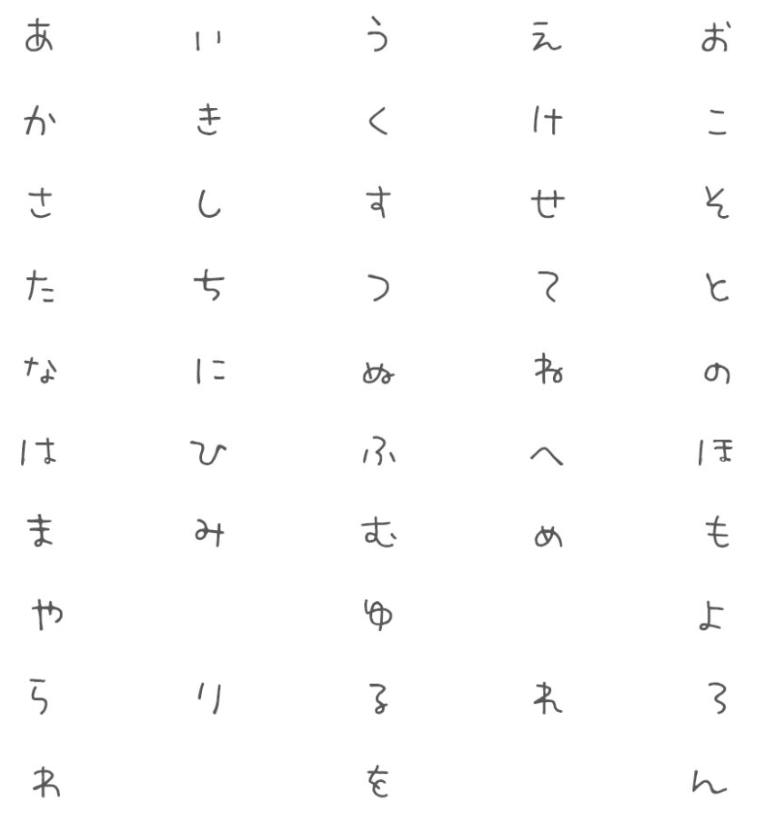 あ い う え お
か き く け こ
さ し す せ そ
た ち つ て と
な に ぬ ね の
は ひ ふ へ ほ
ま み む め も
や ゆ よ
ら り る れ ろ
わ を ん